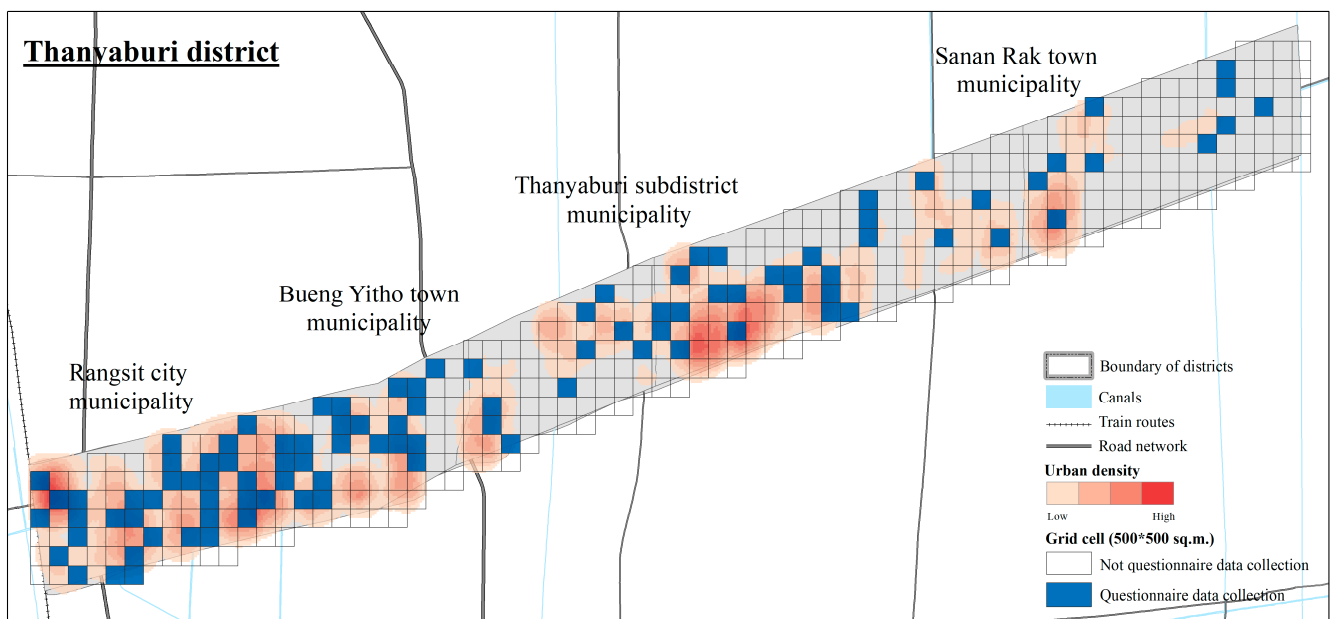 Thanyaburi district
Sanan Rak town
municipality
Thanyaburi subdistrict
municipality
Bueng Yitho town
municipality
Rangsit city
municipality
Boundary of districts
Canals
Train routes
Road network
Urban density
Low High
Grid cell (500*500 sq.m.)
Not questionnaire data collection
Questionnaire data collection